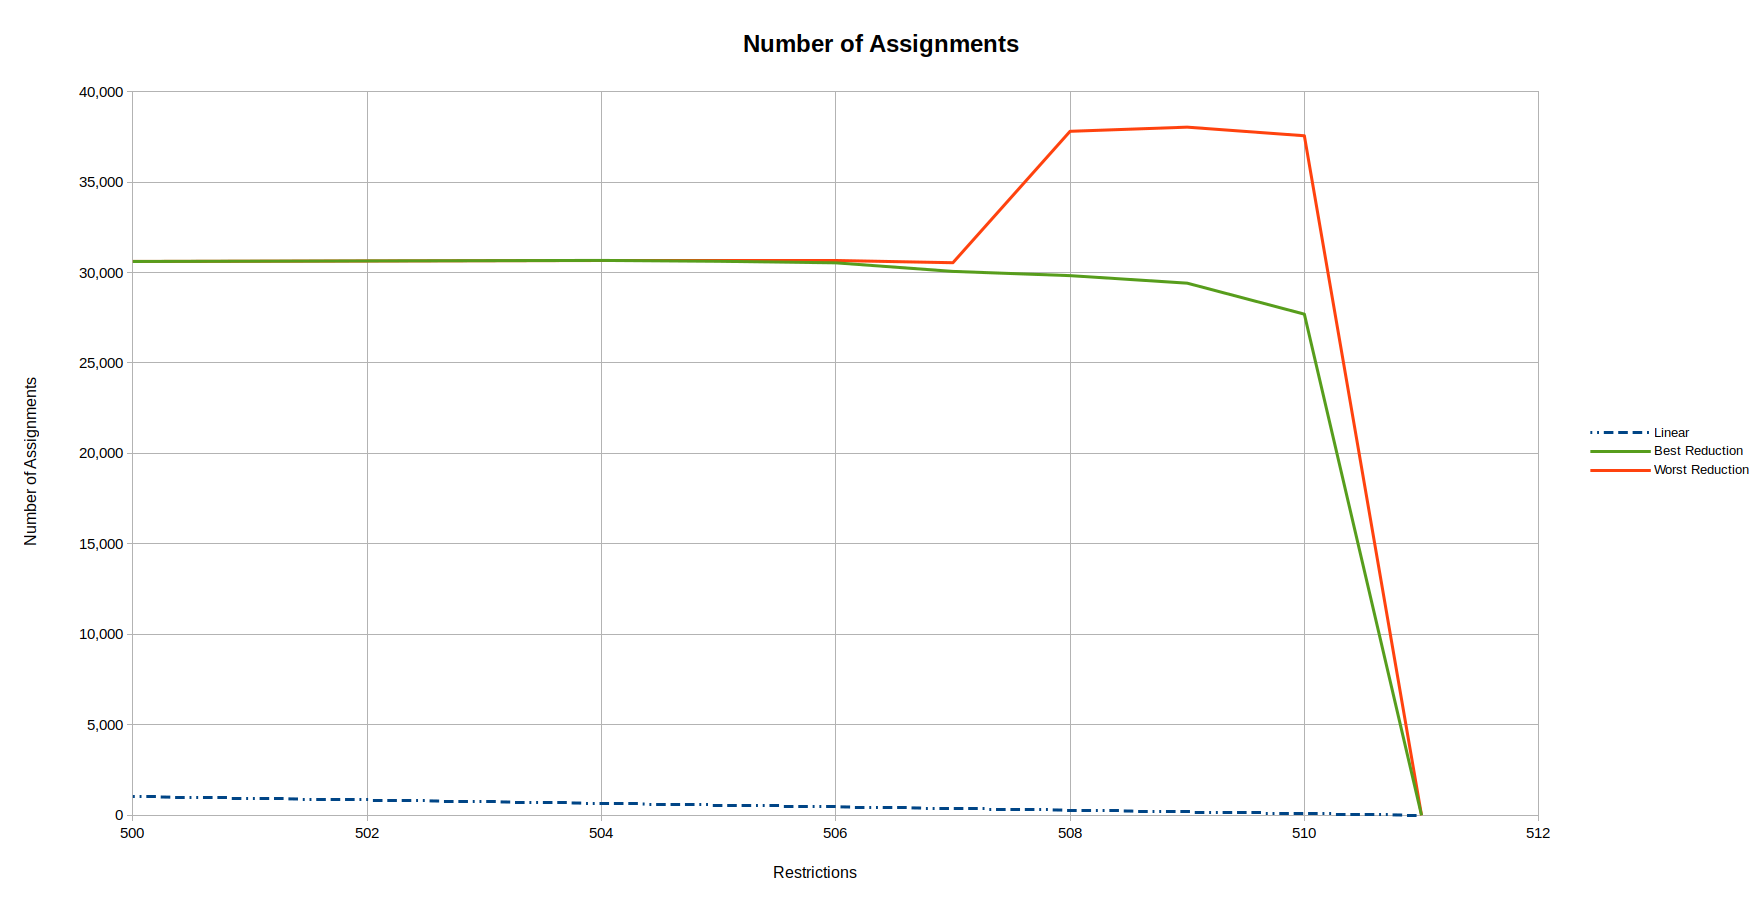 Number of Assignments
40,000
35,000
30,000
25,000
20,000
15,000
10,000
5,000
0
Number of Assignments
500 502 504 506 508 510 512
Restrictions
Linear
Best Reduction
Worst Reduction